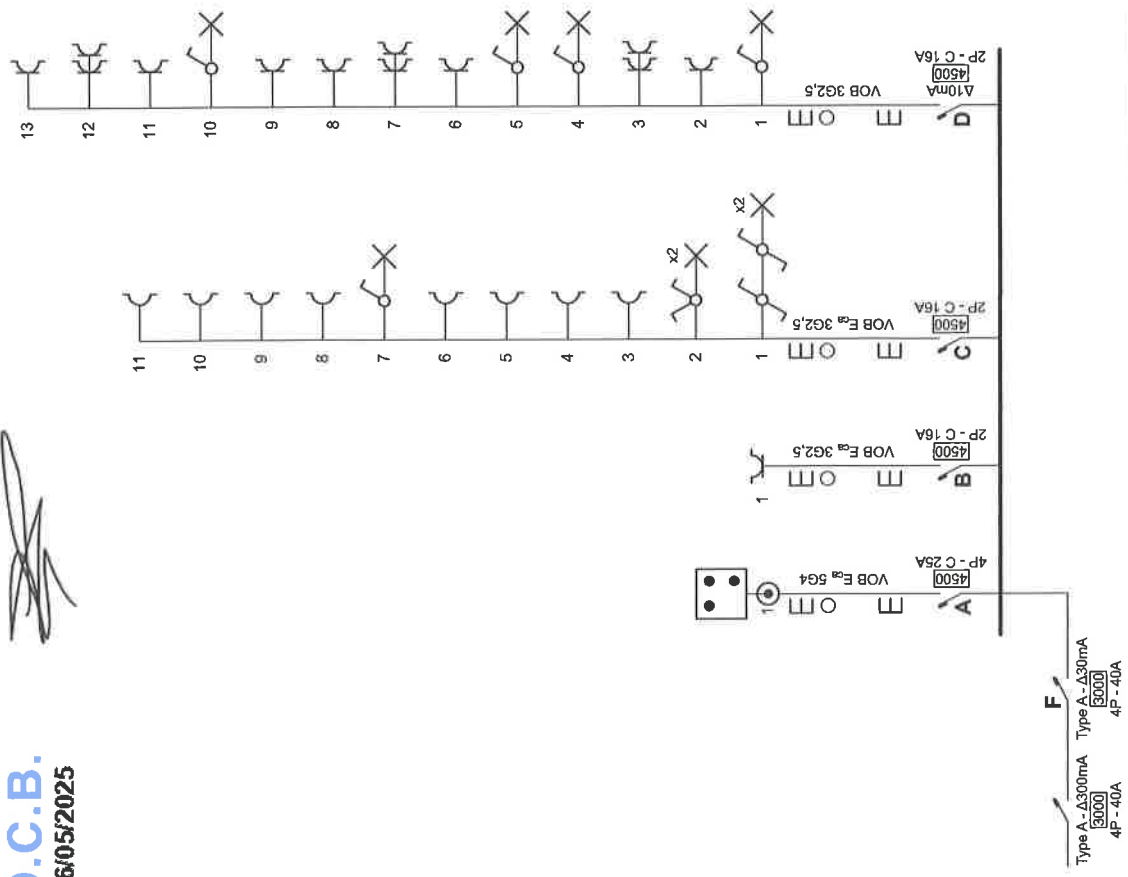 O.C.B.
6/05/2025
13
12
11
10
9
8
7
6
5
4
3
2
1
VOB 3G2,5
Δ10mA
4500
2P - C 16A
D
11
10
9
8
7
6
5
4
3
2
x2
1
x2
VOB Eca 3G2,5
4500
2P - C 16A
C
1
VOB Eca 3G2,5
4500
2P - C 16A
B
1
VOB Eca 5G4
4500
4P - C 25A
A
F
Type A - Δ30mA
3000
4P - 40A
Type A - Δ300mA
3000
4P - 40A